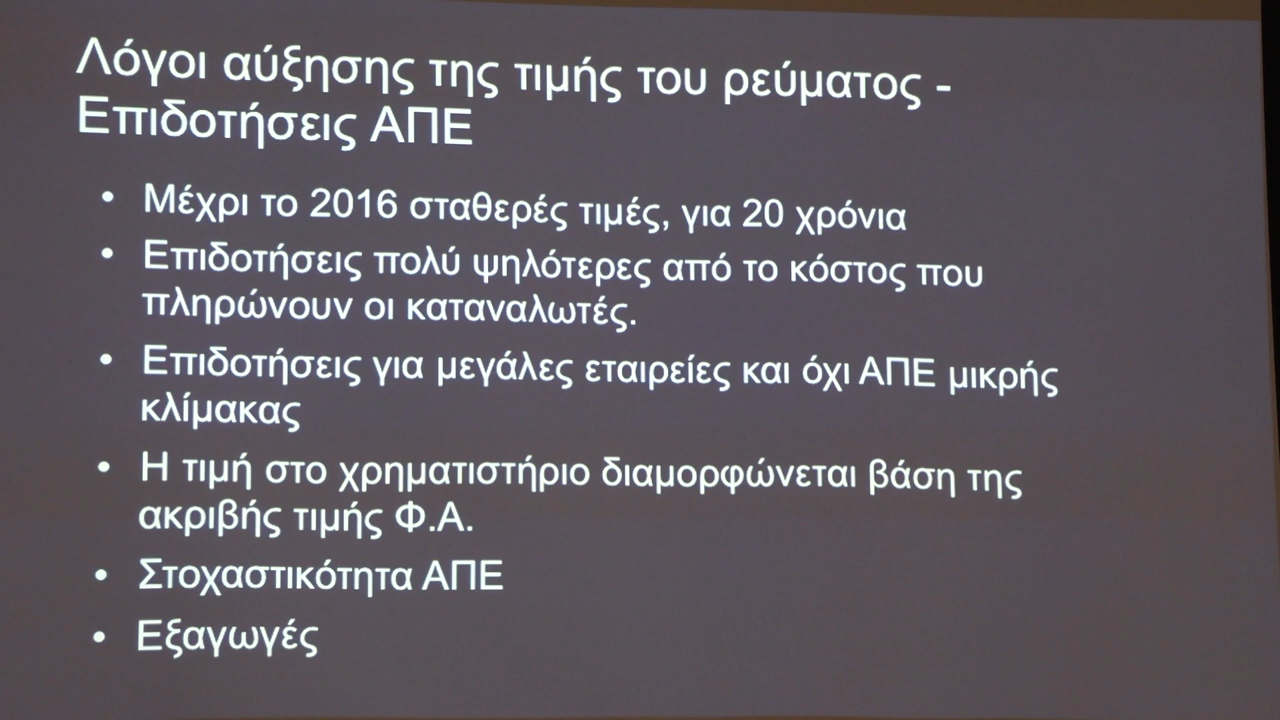 Λόγοι αύξησης της τιμής του ρεύματος -
Επιδοτήσεις ΑΠΕ
• Μέχρι το 2016 σταθερές τιμές, για 20 χρόνια
• Επιδοτήσεις πολύ ψηλότερες από το κόστος που
πληρώνουν οι καταναλωτές.
• Επιδοτήσεις για μεγάλες εταιρείες και όχι ΑΠΕ μικρής
κλίμακας
• Η τιμή στο χρηματιστήριο διαμορφώνεται βάση της
ακριβής τιμής Φ.Α.
• Στοχαστικότητα ΑΠΕ
• Εξαγωγές